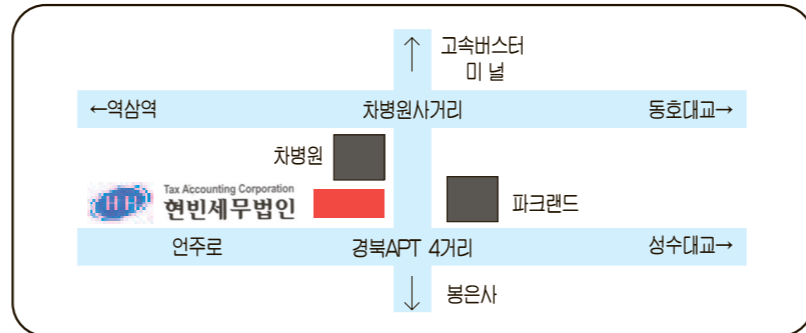 ↑ 고속버스터
미 널
←역삼역 차병원사거리 동호대교→
차병원
HH Tax Accounting Corporation
현빈세무법인
파크랜드
언주로 경북APT 4거리 성수대교→
↓ 봉은사